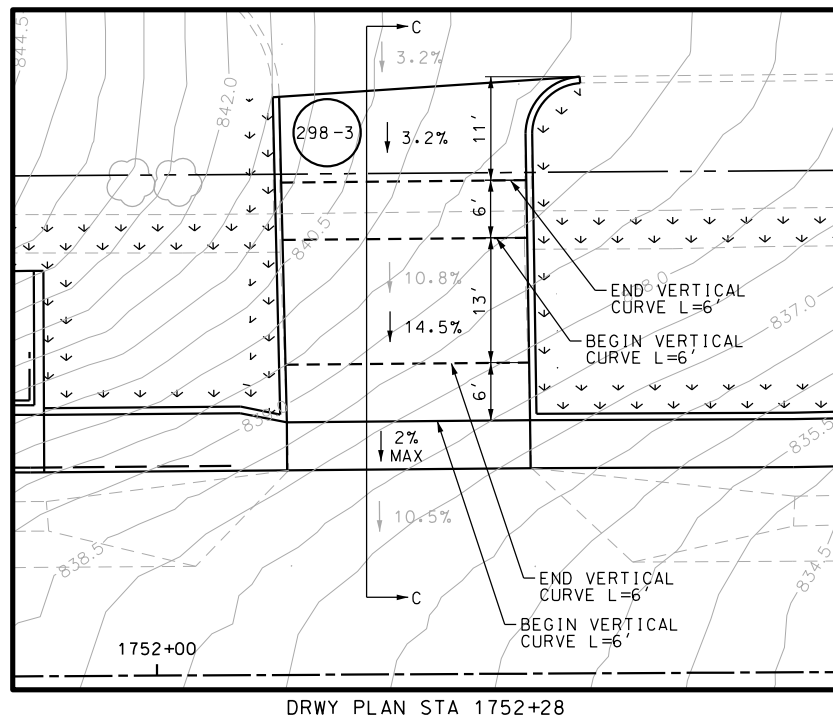 844.5
C
3.2%
842.0
298-3
3.2%
11'
6'
840.5
10.8%
14.5%
13'
838.0
END VERTICAL
CURVE L=6'
837.0
BEGIN VERTICAL
CURVE L=6'
6'
2%
MAX
835.5
10.5%
838.5
END VERTICAL
CURVE L=6'
834.5
C
BEGIN VERTICAL
CURVE L=6'
1752+00
DRWY PLAN STA 1752+28